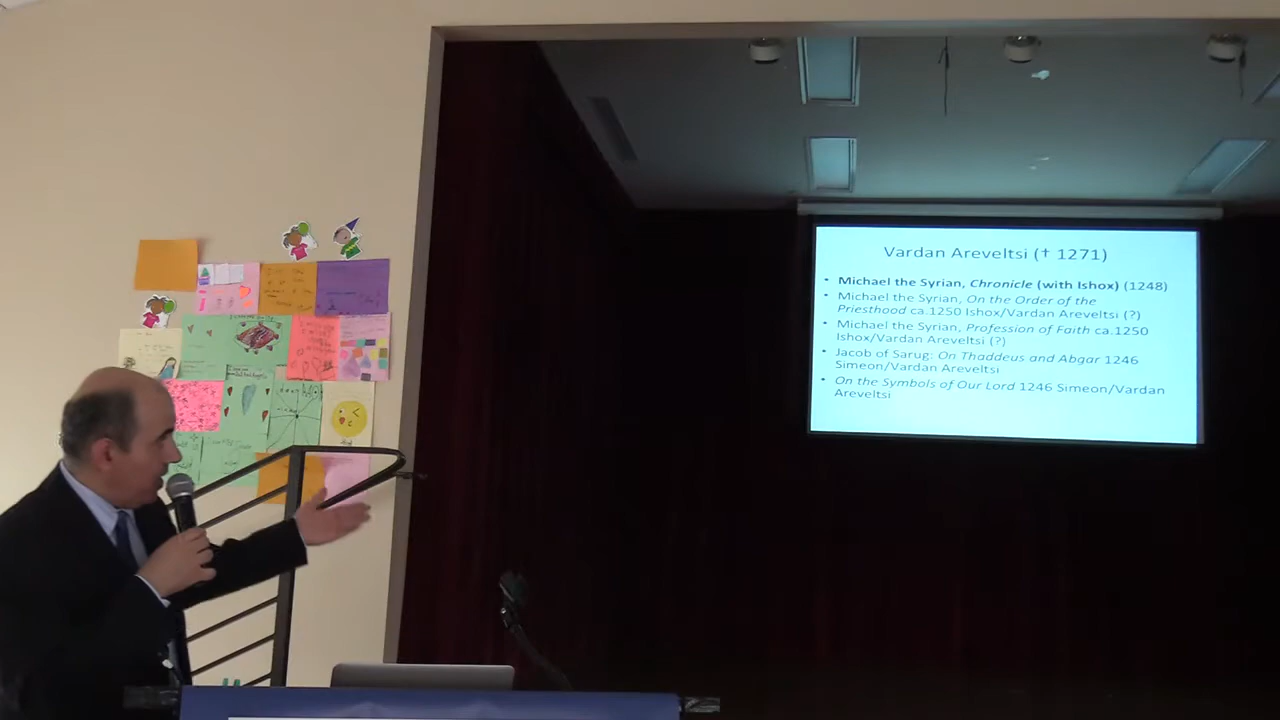 Vardan Areveltsi († 1271)
• Michael the Syrian, Chronicle (with Ishox) (1248)
• Michael the Syrian, On the Order of the
Priesthood ca.1250 Ishox/Vardan Areveltsi (?)
• Michael the Syrian, Profession of Faith ca.1250
Ishox/Vardan Areveltsi (?)
• Jacob of Sarug: On Thaddeus and Abgar 1246
Simeon/Vardan Areveltsi
• On the Symbols of Our Lord 1246 Simeon/Vardan
Areveltsi